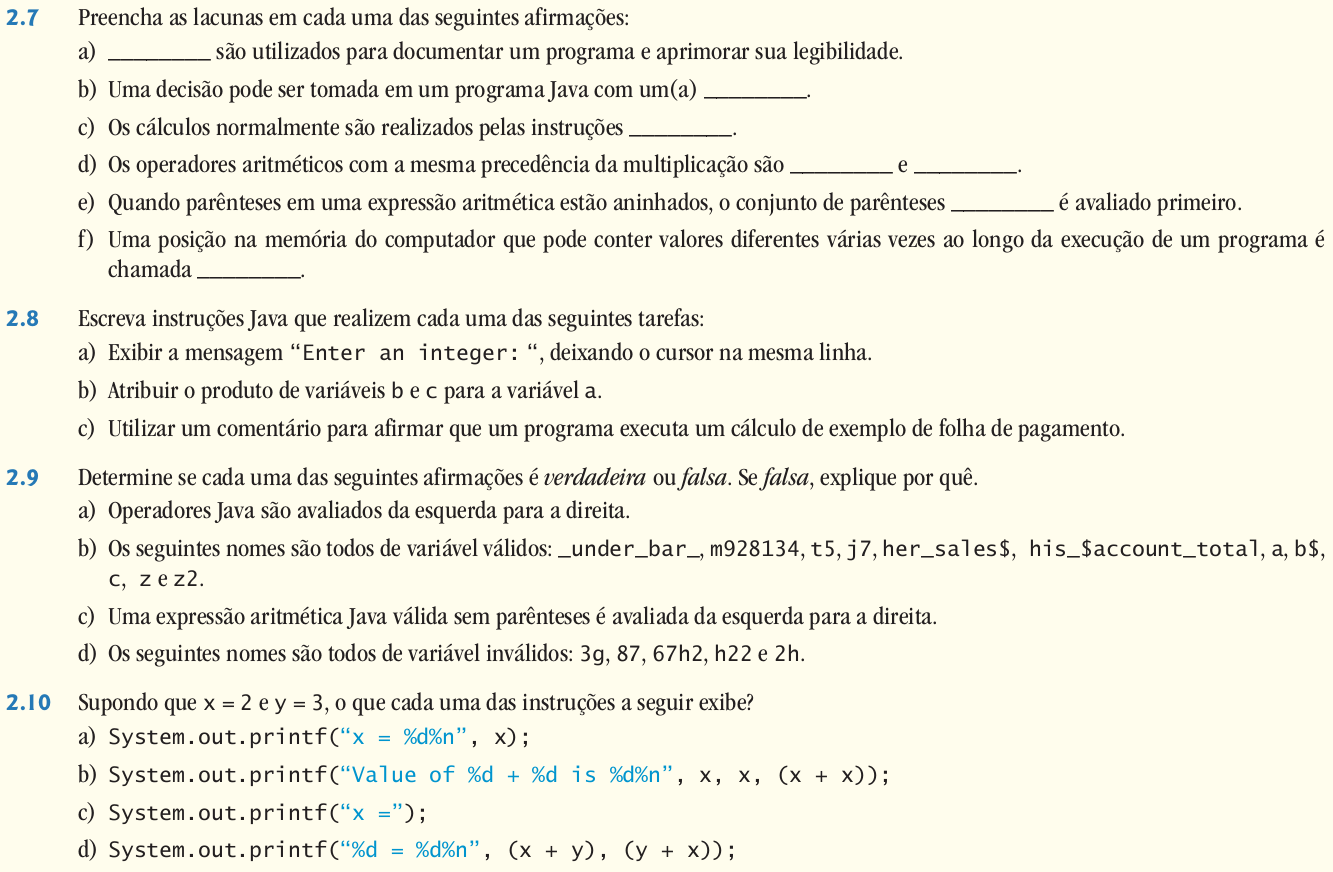 2.7 Preencha as lacunas em cada uma das seguintes afirmações:
a) ________ são utilizados para documentar um programa e aprimorar sua legibilidade.
b) Uma decisão pode ser tomada em um programa Java com um(a) ________.
c) Os cálculos normalmente são realizados pelas instruções ________.
d) Os operadores aritméticos com a mesma precedência da multiplicação são ________ e ________.
e) Quando parênteses em uma expressão aritmética estão aninhados, o conjunto de parênteses ________ é avaliado primeiro.
f) Uma posição na memória do computador que pode conter valores diferentes várias vezes ao longo da execução de um programa é
chamada ________.
2.8 Escreva instruções Java que realizem cada uma das seguintes tarefas:
a) Exibir a mensagem “Enter an integer: “, deixando o cursor na mesma linha.
b) Atribuir o produto de variáveis b e c para a variável a.
c) Utilizar um comentário para afirmar que um programa executa um cálculo de exemplo de folha de pagamento.
2.9 Determine se cada uma das seguintes afirmações é verdadeira ou falsa. Se falsa, explique por quê.
a) Operadores Java são avaliados da esquerda para a direita.
b) Os seguintes nomes são todos de variável válidos: _under_bar_, m928134, t5, j7, her_sales$, his_$account_total, a, b$,
c, z e z2.
c) Uma expressão aritmética Java válida sem parênteses é avaliada da esquerda para a direita.
d) Os seguintes nomes são todos de variável inválidos: 3g, 87, 67h2, h22 e 2h.
2.10 Supondo que x = 2 e y = 3, o que cada uma das instruções a seguir exibe?
a) System.out.printf(“x = %d%n”, x);
b) System.out.printf(“Value of %d + %d is %d%n”, x, x, (x + x));
c) System.out.printf(“x =”);
d) System.out.printf(“%d = %d%n”, (x + y), (y + x));